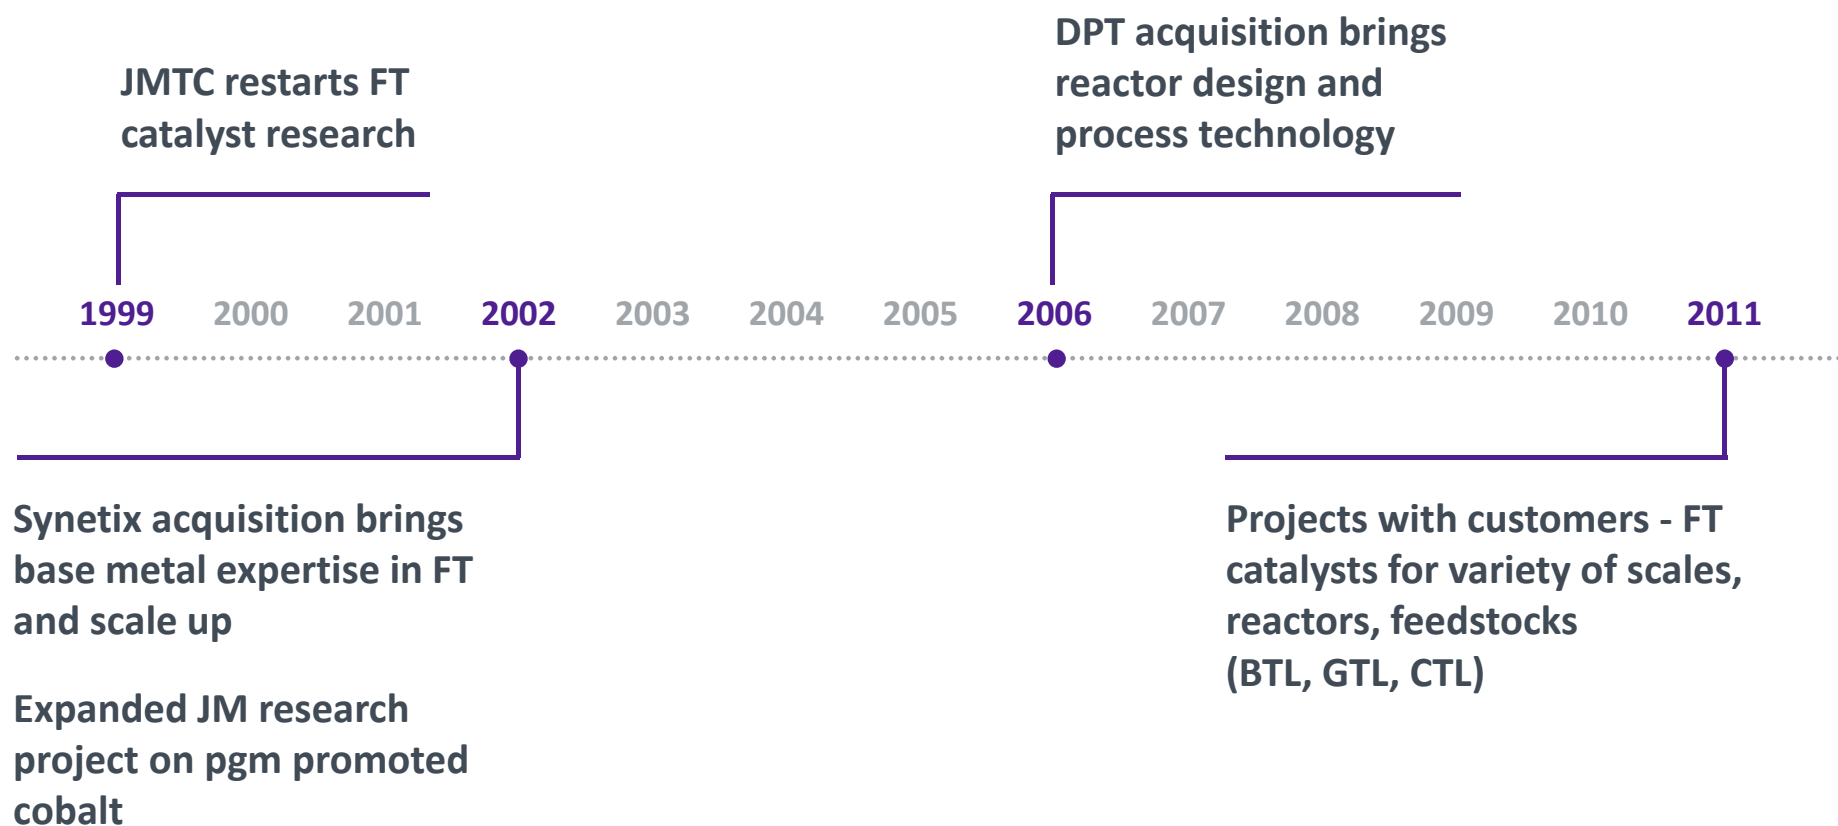 JMTC restarts FT
catalyst research
DPT acquisition brings
reactor design and
process technology
1999 2000 2001 2002 2003 2004 2005 2006 2007 2008 2009 2010 2011
Synetix acquisition brings
base metal expertise in FT
and scale up
Expanded JM research
project on pgm promoted
cobalt
Projects with customers - FT
catalysts for variety of scales,
reactors, feedstocks
(BTL, GTL, CTL)